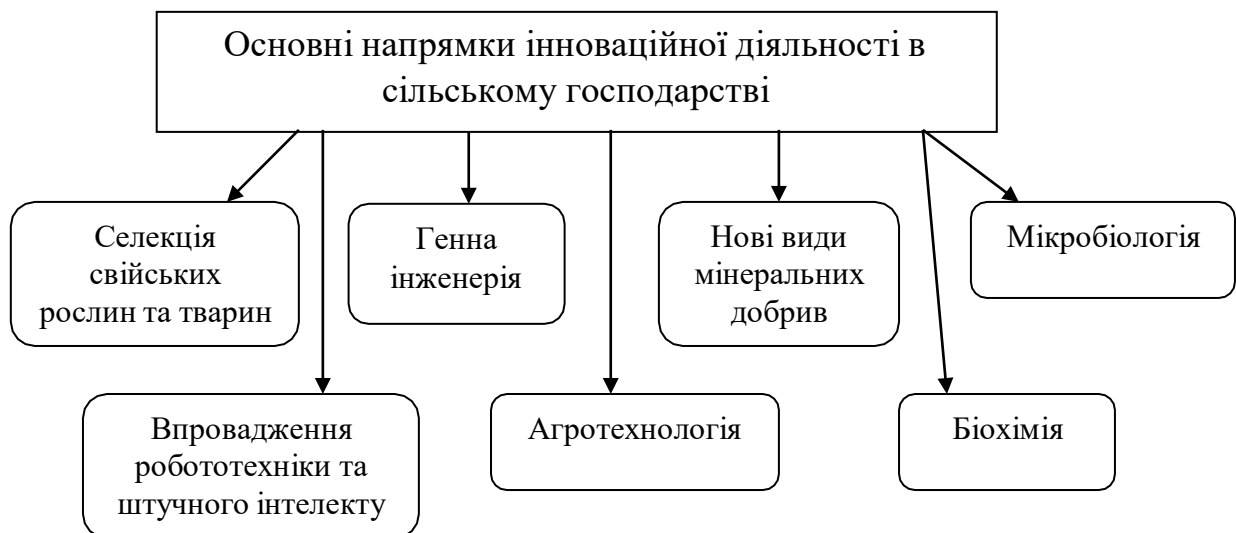 Основні напрямки інноваційної діяльності в
сільському господарстві
Селекція
свійських
рослин та тварин
Генна
інженерія
Нові види
мінеральних
добрив
Мікробіологія
Впровадження
робототехніки та
штучного інтелекту
Агротехнологія
Біохімія